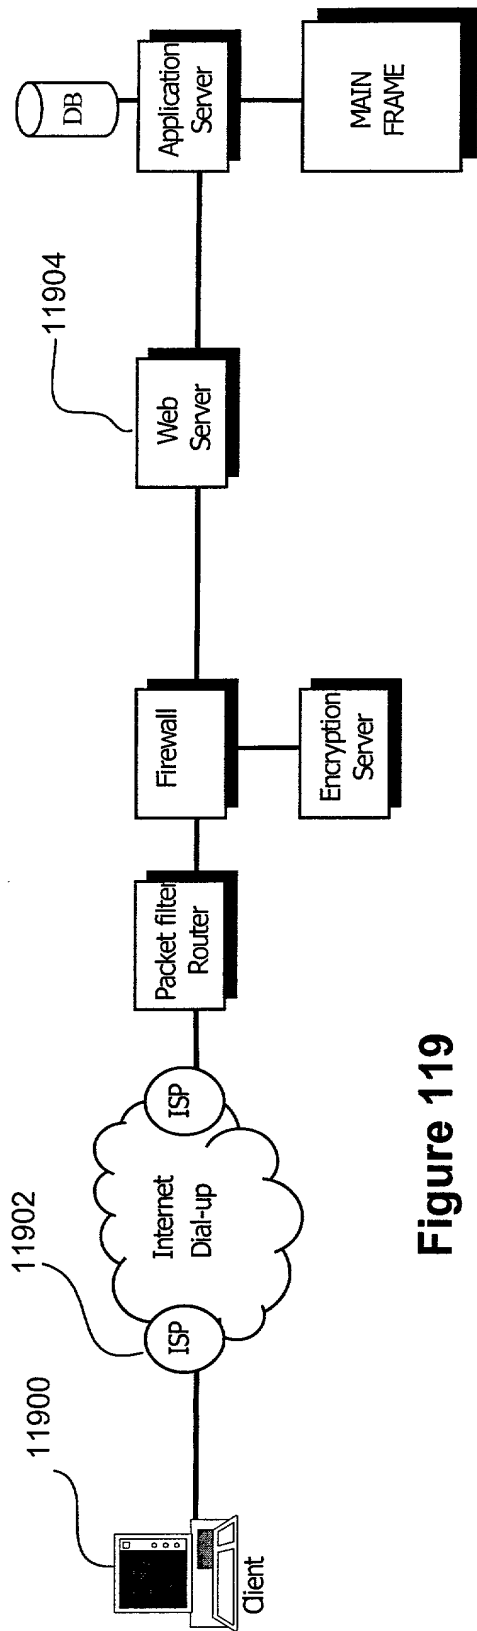 11900
11902
11904
Client
ISP
Internet
Dial-up
ISP
Packet filter
Router
Firewall
Encryption
Server
Web
Server
DB
Application
Server
MAIN
FRAME
Figure 119